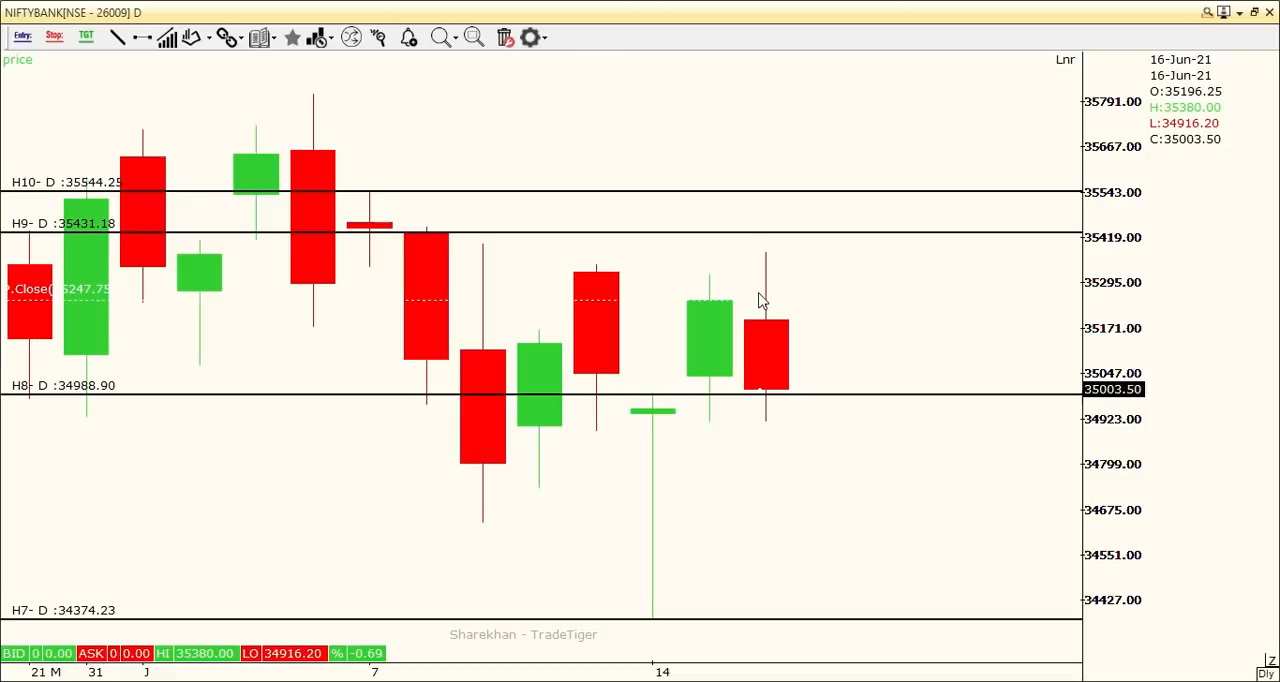 NIFTYBANK[NSE - 26009] D
Entry: Stop: TGT
price
Lnr
16-Jun-21
16-Jun-21
O:35196.25
H:35380.00
L:34916.20
C:35003.50
35791.00
35667.00
35543.00
35419.00
35295.00
35171.00
35047.00
35003.50
34923.00
34799.00
34675.00
34551.00
34427.00
H10- D :35544.25
H9- D :35431.18
P.Close( 35247.75
H8- D :34988.90
H7- D :34374.23
Sharekhan - TradeTiger
BID 0 0.00 ASK 0 0.00 HI 35380.00 LO 34916.20 % -0.69
21 M 31 J 7 14
Z
Dly